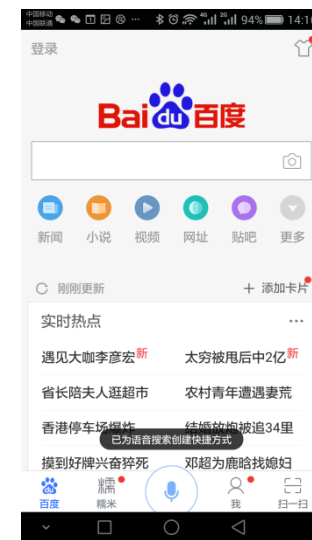 中国移动
中国联通
4G 2G 94% 14:1
登录
Bai du 百度
新闻 小说 视频 网址 贴吧 更多
刚刚更新 + 添加卡片
实时热点 ...
遇见大咖李彦宏新 太穷被甩后中2亿新
省长陪夫人逛超市 农村青年遭遇妻荒
香港停车场爆炸 结婚放炮被追34里
已为语音搜索创建快捷方式
摸到好牌兴奋猝死 邓超为鹿晗找媳妇
百度 糯 糯米 我 扫一扫